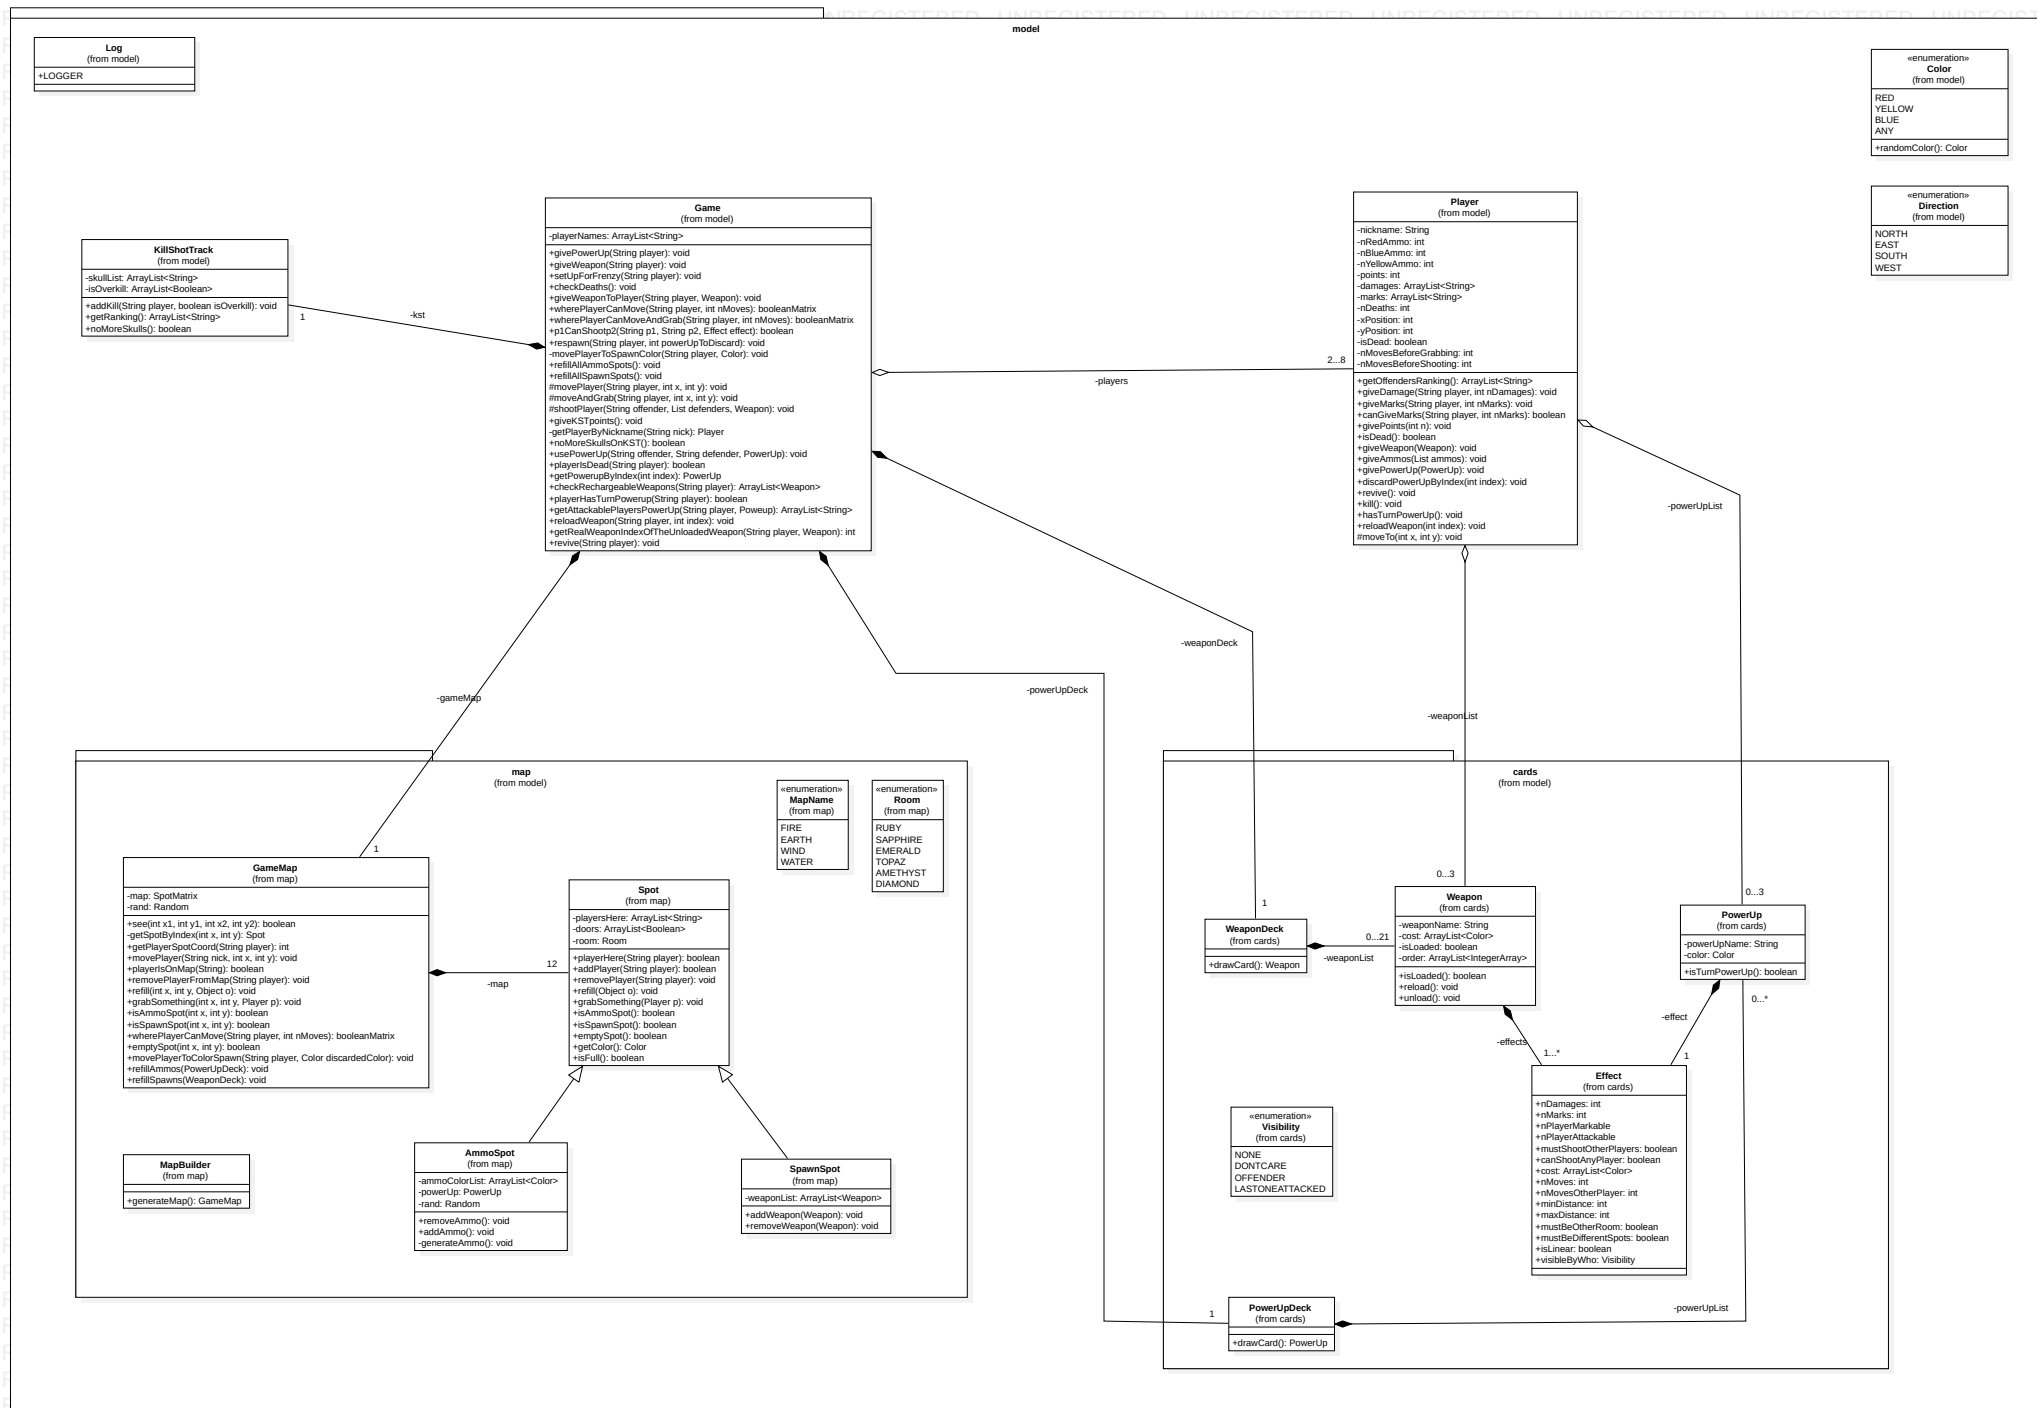 UNREGISTERED UNREGISTERED UNREGISTERED UNREGISTERED UNREGISTERED UNREGISTERED
model
Log
(from model)
+LOGGER
«enumeration»
Color
(from model)
RED
YELLOW
BLUE
ANY
+randomColor(): Color
«enumeration»
Direction
(from model)
NORTH
EAST
SOUTH
WEST
KillShotTrack
(from model)
-skullList: ArrayList<String>
-isOverkill: ArrayList<Boolean>
+addKill(String player, boolean isOverkill): void
+getRanking(): ArrayList<String>
+noMoreSkulls(): boolean
1
-kst
Game
(from model)
-playerNames: ArrayList<String>
+givePowerUp(String player): void
+giveWeapon(String player): void
+setUpForFrenzy(String player): void
+checkDeaths(): void
+giveWeaponToPlayer(String player, Weapon): void
+wherePlayerCanMove(String player, int nMoves): booleanMatrix
+wherePlayerCanMoveAndGrab(String player, int nMoves): booleanMatrix
+p1CanShootp2(String p1, String p2, Effect effect): boolean
+respawn(String player, int powerUpToDiscard): void
-movePlayerToSpawnColor(String player, Color): void
+refillAllAmmoSpots(): void
+refillAllSpawnSpots(): void
#movePlayer(String player, int x, int y): void
#moveAndGrab(String player, int x, int y): void
#shootPlayer(String offender, List defenders, Weapon): void
+giveKSTpoints(): void
-getPlayerByNickname(String nick): Player
+noMoreSkullsOnKST(): boolean
+usePowerUp(String offender, String defender, PowerUp): void
+playerIsDead(String player): boolean
+getPowerupByIndex(int index): PowerUp
+checkRechargeableWeapons(String player): ArrayList<Weapon>
+playerHasTurnPowerup(String player): boolean
+getAttackablePlayersPowerUp(String player, Poweup): ArrayList<String>
+reloadWeapon(String player, int index): void
+getRealWeaponIndexOfTheUnloadedWeapon(String player, Weapon): int
+revive(String player): void
2...8
-players
Player
(from model)
-nickname: String
-nRedAmmo: int
-nBlueAmmo: int
-nYellowAmmo: int
-points: int
-damages: ArrayList<String>
-marks: ArrayList<String>
-nDeaths: int
-xPosition: int
-yPosition: int
-isDead: boolean
-nMovesBeforeGrabbing: int
-nMovesBeforeShooting: int
+getOffendersRanking(): ArrayList<String>
+giveDamage(String player, int nDamages): void
+giveMarks(String player, int nMarks): void
+canGiveMarks(String player, int nMarks): boolean
+givePoints(int n): void
+isDead(): boolean
+giveWeapon(Weapon): void
+giveAmmos(List ammos): void
+givePowerUp(PowerUp): void
+discardPowerUpByIndex(int index): void
+revive(): void
+kill(): void
+hasTurnPowerUp(): void
+reloadWeapon(int index): void
#moveTo(int x, int y): void
-powerUpList
-weaponDeck
-gameMap
-powerUpDeck
-weaponList
map
(from model)
«enumeration»
MapName
(from map)
FIRE
EARTH
WIND
WATER
«enumeration»
Room
(from map)
RUBY
SAPPHIRE
EMERALD
TOPAZ
AMETHYST
DIAMOND
1
GameMap
(from map)
-map: SpotMatrix
-rand: Random
+see(int x1, int y1, int x2, int y2): boolean
-getSpotByIndex(int x, int y): Spot
+getPlayerSpotCoord(String player): int
+movePlayer(String nick, int x, int y): void
+playerIsOnMap(String): boolean
+removePlayerFromMap(String player): void
+refill(int x, int y, Object o): void
+grabSomething(int x, int y, Player p): void
+isAmmoSpot(int x, int y): boolean
+isSpawnSpot(int x, int y): boolean
+wherePlayerCanMove(String player, int nMoves): booleanMatrix
+emptySpot(int x, int y): boolean
+movePlayerToColorSpawn(String player, Color discardedColor): void
+refillAmmos(PowerUpDeck): void
+refillSpawns(WeaponDeck): void
12
-map
Spot
(from map)
-playersHere: ArrayList<String>
-doors: ArrayList<Boolean>
-room: Room
+playerHere(String player): boolean
+addPlayer(String player): boolean
+removePlayer(String player): void
+refill(Object o): void
+grabSomething(Player p): void
+isAmmoSpot(): boolean
+isSpawnSpot(): boolean
+emptySpot(): boolean
+getColor(): Color
+isFull(): boolean
MapBuilder
(from map)
+generateMap(): GameMap
AmmoSpot
(from map)
-ammoColorList: ArrayList<Color>
-powerUp: PowerUp
-rand: Random
+removeAmmo(): void
+addAmmo(): void
-generateAmmo(): void
SpawnSpot
(from map)
-weaponList: ArrayList<Weapon>
+addWeapon(Weapon): void
+removeWeapon(Weapon): void
cards
(from model)
1
WeaponDeck
(from cards)
+drawCard(): Weapon
0...21
-weaponList
0...3
Weapon
(from cards)
-weaponName: String
-cost: ArrayList<Color>
-isLoaded: boolean
-order: ArrayList<IntegerArray>
+isLoaded(): boolean
+reload(): void
+unload(): void
0...3
PowerUp
(from cards)
-powerUpName: String
-color: Color
+isTurnPowerUp(): boolean
0...*
-effect
1
-effects
1...*
Effect
(from cards)
+nDamages: int
+nMarks: int
+nPlayerMarkable
+nPlayerAttackable
+mustShootOtherPlayers: boolean
+canShootAnyPlayer: boolean
+cost: ArrayList<Color>
+nMoves: int
+nMovesOtherPlayer: int
+minDistance: int
+maxDistance: int
+mustBeOtherRoom: boolean
+mustBeDifferentSpots: boolean
+isLinear: boolean
+visibleByWho: Visibility
«enumeration»
Visibility
(from cards)
NONE
DONTCARE
OFFENDER
LASTONEATTACKED
1
PowerUpDeck
(from cards)
+drawCard(): PowerUp
-powerUpList